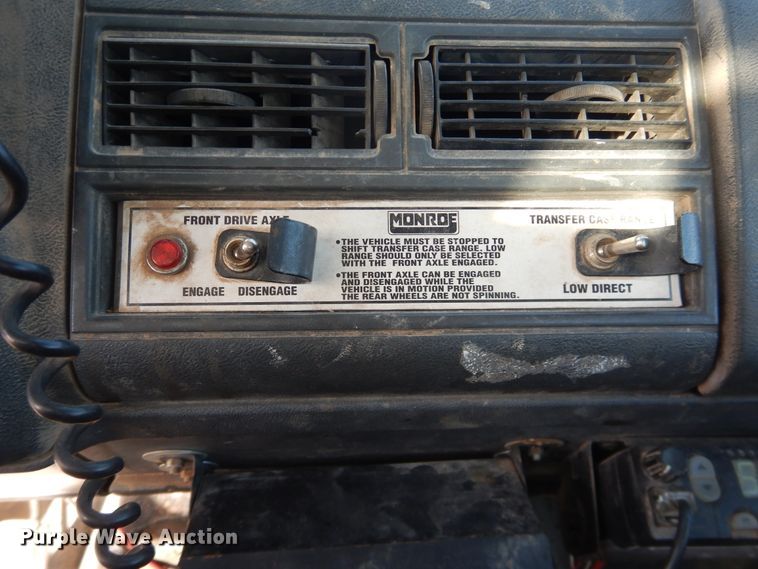 FRONT DRIVE AXLE
MONROE
TRANSFER CASE RANGE
•THE VEHICLE MUST BE STOPPED TO
SHIFT TRANSFER CASE RANGE. LOW
RANGE SHOULD ONLY BE SELECTED
WITH THE FRONT AXLE ENGAGED.
•THE FRONT AXLE CAN BE ENGAGED
AND DISENGAGED WHILE THE
VEHICLE IS IN MOTION PROVIDED
THE REAR WHEELS ARE NOT SPINNING.
ENGAGE DISENGAGE
LOW DIRECT
Purple Wave Auction